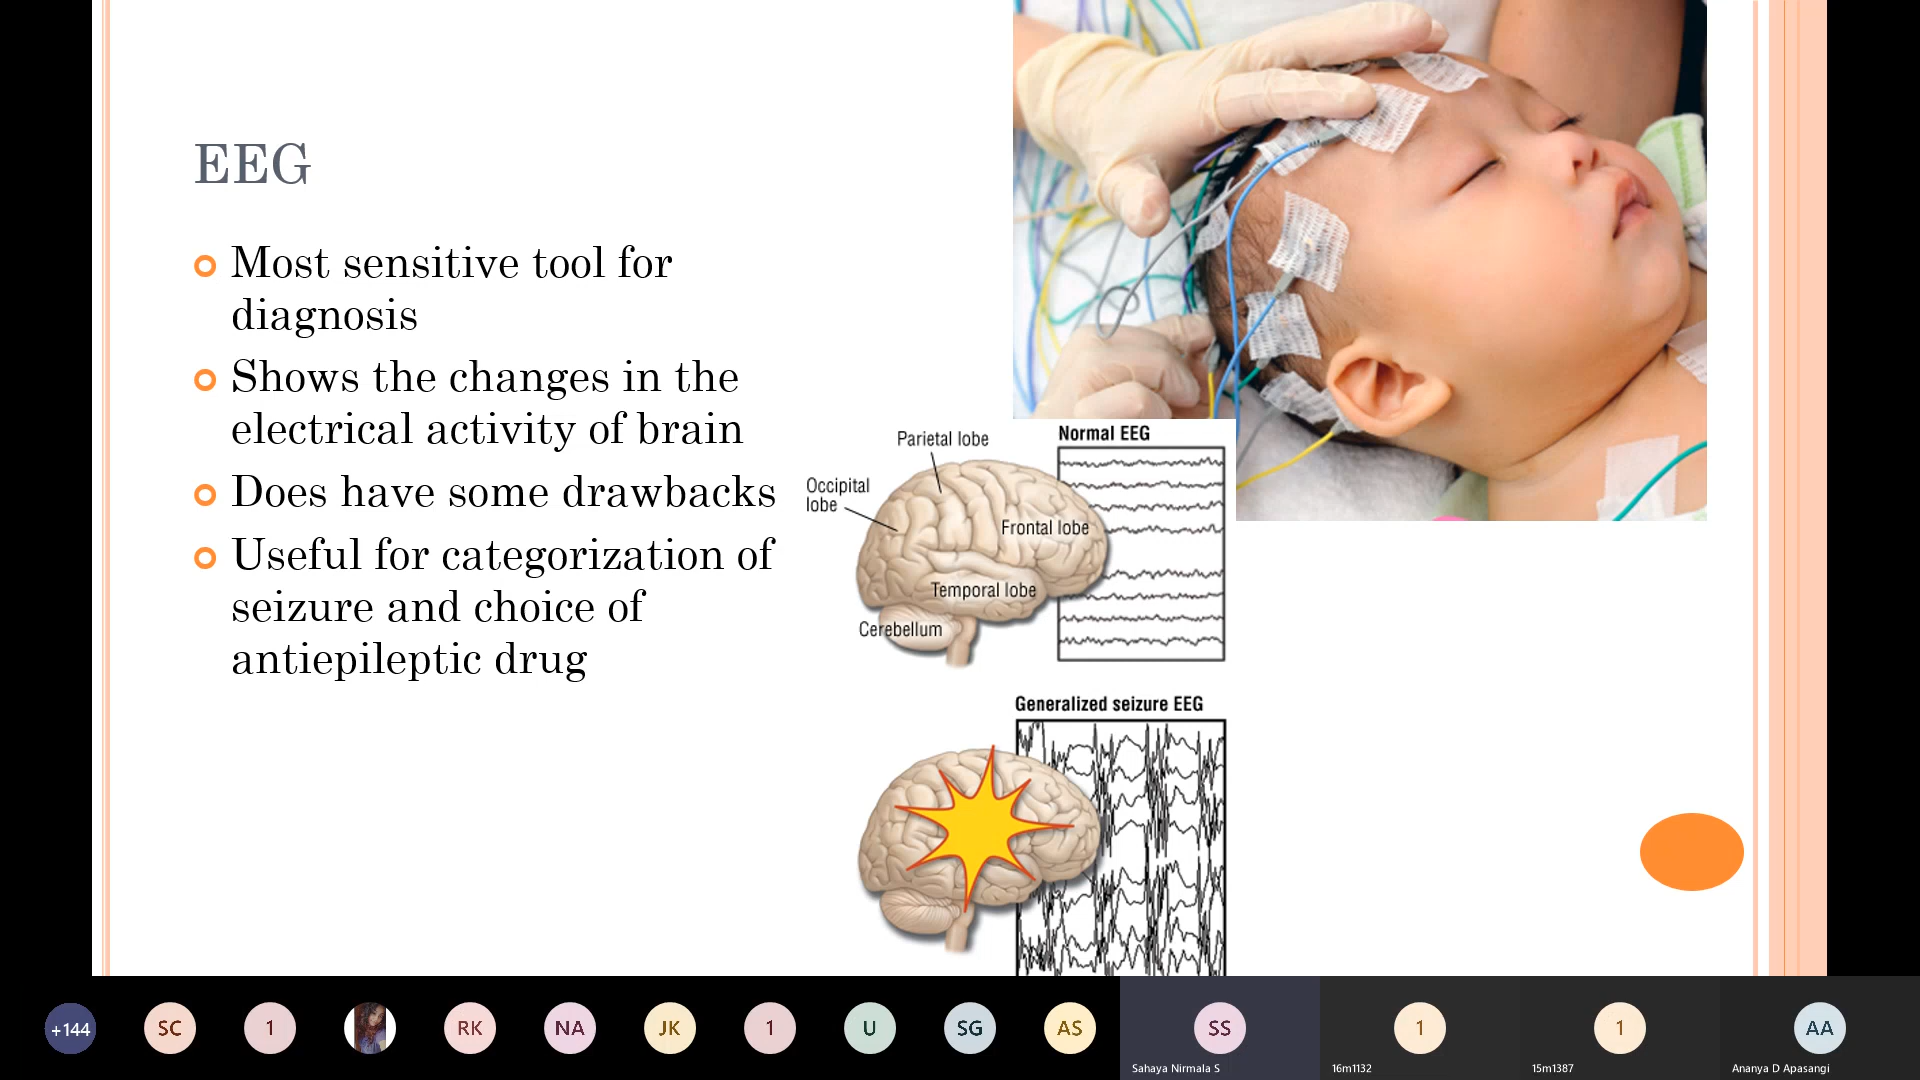 EEG
Most sensitive tool for
diagnosis
Shows the changes in the
electrical activity of brain
Does have some drawbacks
Useful for categorization of
seizure and choice of
antiepileptic drug
Normal EEG
Parietal lobe
Occipital
lobe
Frontal lobe
Temporal lobe
Cerebellum
Generalized seizure EEG
+144
SC
1
RK
NA
JK
1
U
SG
AS
SS
1
1
AA
Sahaya Nirmala S
16m1132
15m1387
Ananya D Apasangi